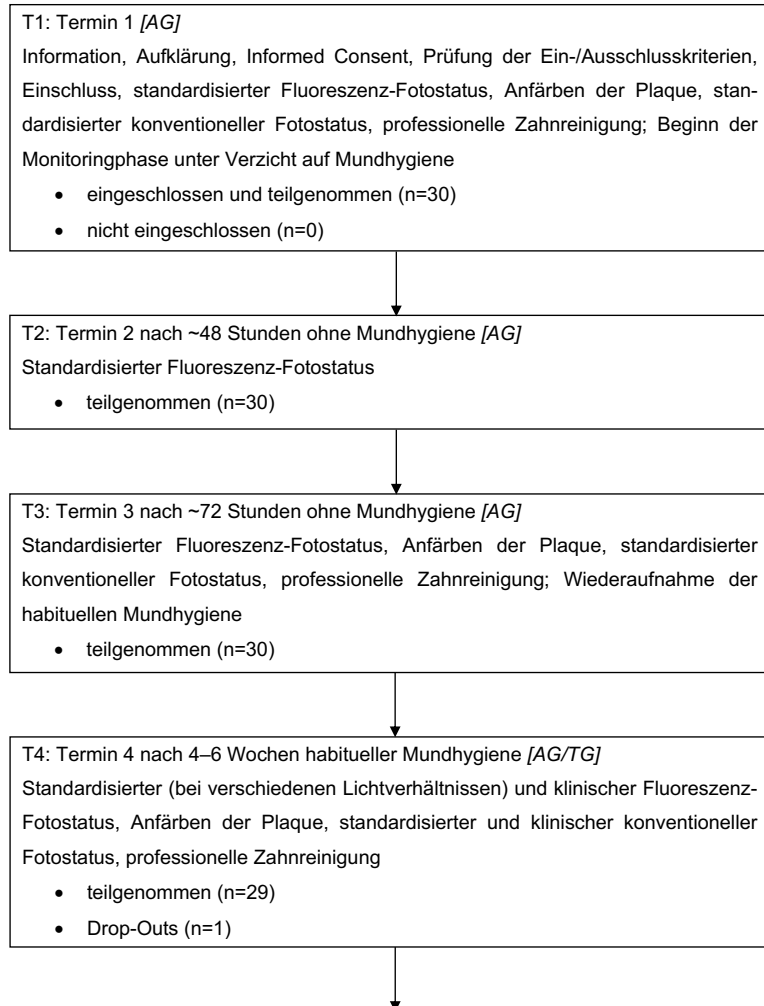 T1: Termin 1 [AG]
Information, Aufklärung, Informed Consent, Prüfung der Ein-/Ausschlusskriterien,
Einschluss, standardisierter Fluoreszenz-Fotostatus, Anfärben der Plaque, stan-
dardisierter konventioneller Fotostatus, professionelle Zahnreinigung; Beginn der
Monitoringphase unter Verzicht auf Mundhygiene
• eingeschlossen und teilgenommen (n=30)
• nicht eingeschlossen (n=0)
T2: Termin 2 nach ~48 Stunden ohne Mundhygiene [AG]
Standardisierter Fluoreszenz-Fotostatus
• teilgenommen (n=30)
T3: Termin 3 nach ~72 Stunden ohne Mundhygiene [AG]
Standardisierter Fluoreszenz-Fotostatus, Anfärben der Plaque, standardisierter
konventioneller Fotostatus, professionelle Zahnreinigung; Wiederaufnahme der
habituellen Mundhygiene
• teilgenommen (n=30)
T4: Termin 4 nach 4–6 Wochen habitueller Mundhygiene [AG/TG]
Standardisierter (bei verschiedenen Lichtverhältnissen) und klinischer Fluoreszenz-
Fotostatus, Anfärben der Plaque, standardisierter und klinischer konventioneller
Fotostatus, professionelle Zahnreinigung
• teilgenommen (n=29)
• Drop-Outs (n=1)